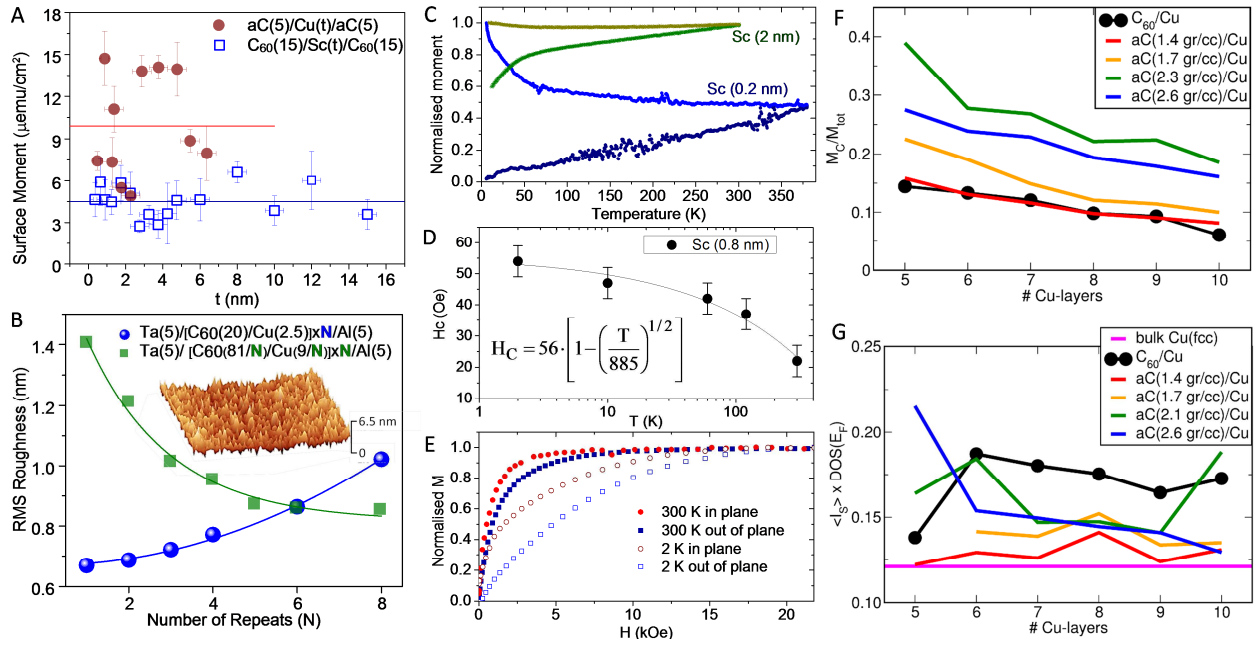 A
aC(5)/Cu(t)/aC(5)
C60(15)/Sc(t)/C60(15)
Surface Moment (µemu/cm²)
18
15
12
9
6
3
0
0 2 4 6 8 10 12 14 16
t (nm)
B
Ta(5)/[C60(20)/Cu(2.5)]xN/Al(5)
Ta(5)/ [C60(81/N)/Cu(9/N)]xN/Al(5)
RMS Roughness (nm)
1.4
1.2
1.0
0.8
0.6
6.5 nm
0
2 4 6 8
Number of Repeats (N)
C
Normalised moment
1.0
0.8
0.6
0.4
0.2
0.0
Sc (2 nm)
Sc (0.2 nm)
0 50 100 150 200 250 300 350
Temperature (K)
D
Sc (0.8 nm)
Hc (Oe)
60
50
40
30
20
10
HC = 56·[1−(T/885)^1/2]
1 10 100
T (K)
E
Normalised M
1.0
0.8
0.6
0.4
0.2
0.0
300 K in plane
300 K out of plane
2 K in plane
2 K out of plane
0 5 10 15 20
H (kOe)
F
C60/Cu
aC(1.4 gr/cc)/Cu
aC(1.7 gr/cc)/Cu
aC(2.3 gr/cc)/Cu
aC(2.6 gr/cc)/Cu
MC/Mtot
0.4
0.3
0.2
0.1
0
5 6 7 8 9 10
# Cu-layers
G
bulk Cu(fcc)
C60/Cu
aC(1.4 gr/cc)/Cu
aC(1.7 gr/cc)/Cu
aC(2.1 gr/cc)/Cu
aC(2.6 gr/cc)/Cu
<IS> x DOS(EF)
0.25
0.20
0.15
0.10
5 6 7 8 9 10
# Cu-layers